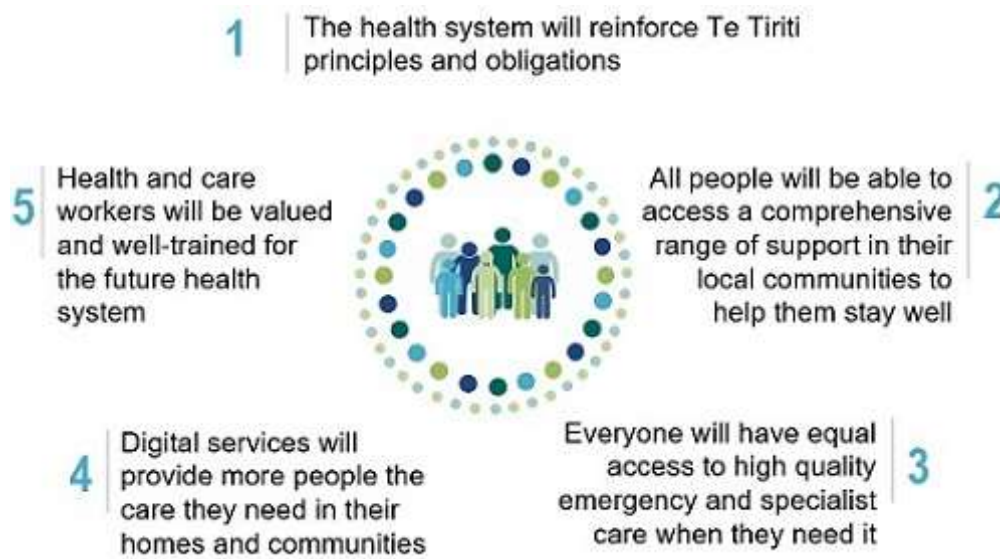 1
The health system will reinforce Te Tiriti
principles and obligations
2
All people will be able to
access a comprehensive
range of support in their
local communities to
help them stay well
3
Everyone will have equal
access to high quality
emergency and specialist
care when they need it
4
Digital services will
provide more people the
care they need in their
homes and communities
5
Health and care
workers will be valued
and well-trained for
the future health
system